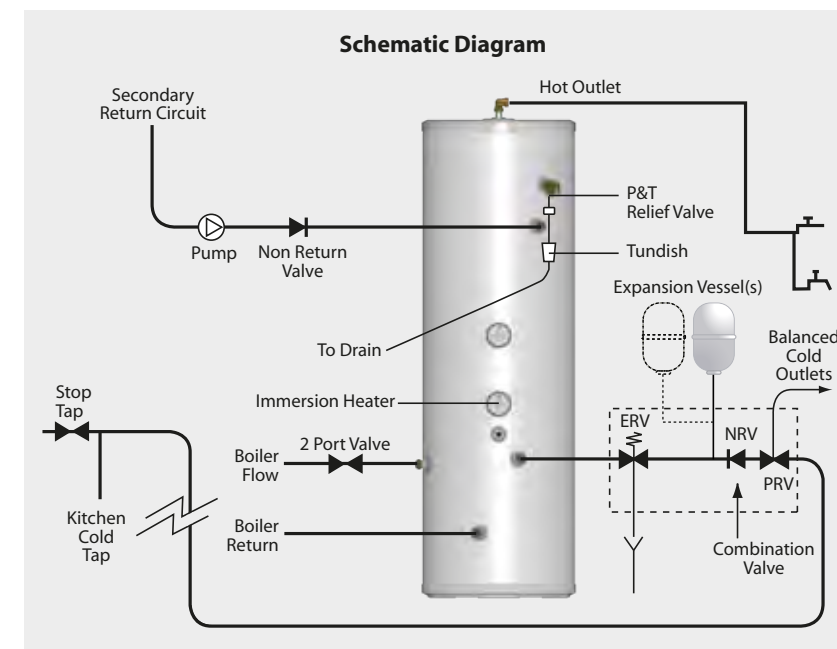 Schematic Diagram
Secondary
Return Circuit
Hot Outlet
P&T
Relief Valve
Pump
Non Return
Valve
Tundish
Expansion Vessel(s)
To Drain
Balanced
Cold
Outlets
Stop
Tap
Immersion Heater
ERV
NRV
2 Port Valve
Boiler
Flow
PRV
Kitchen
Cold
Tap
Boiler
Return
Combination
Valve